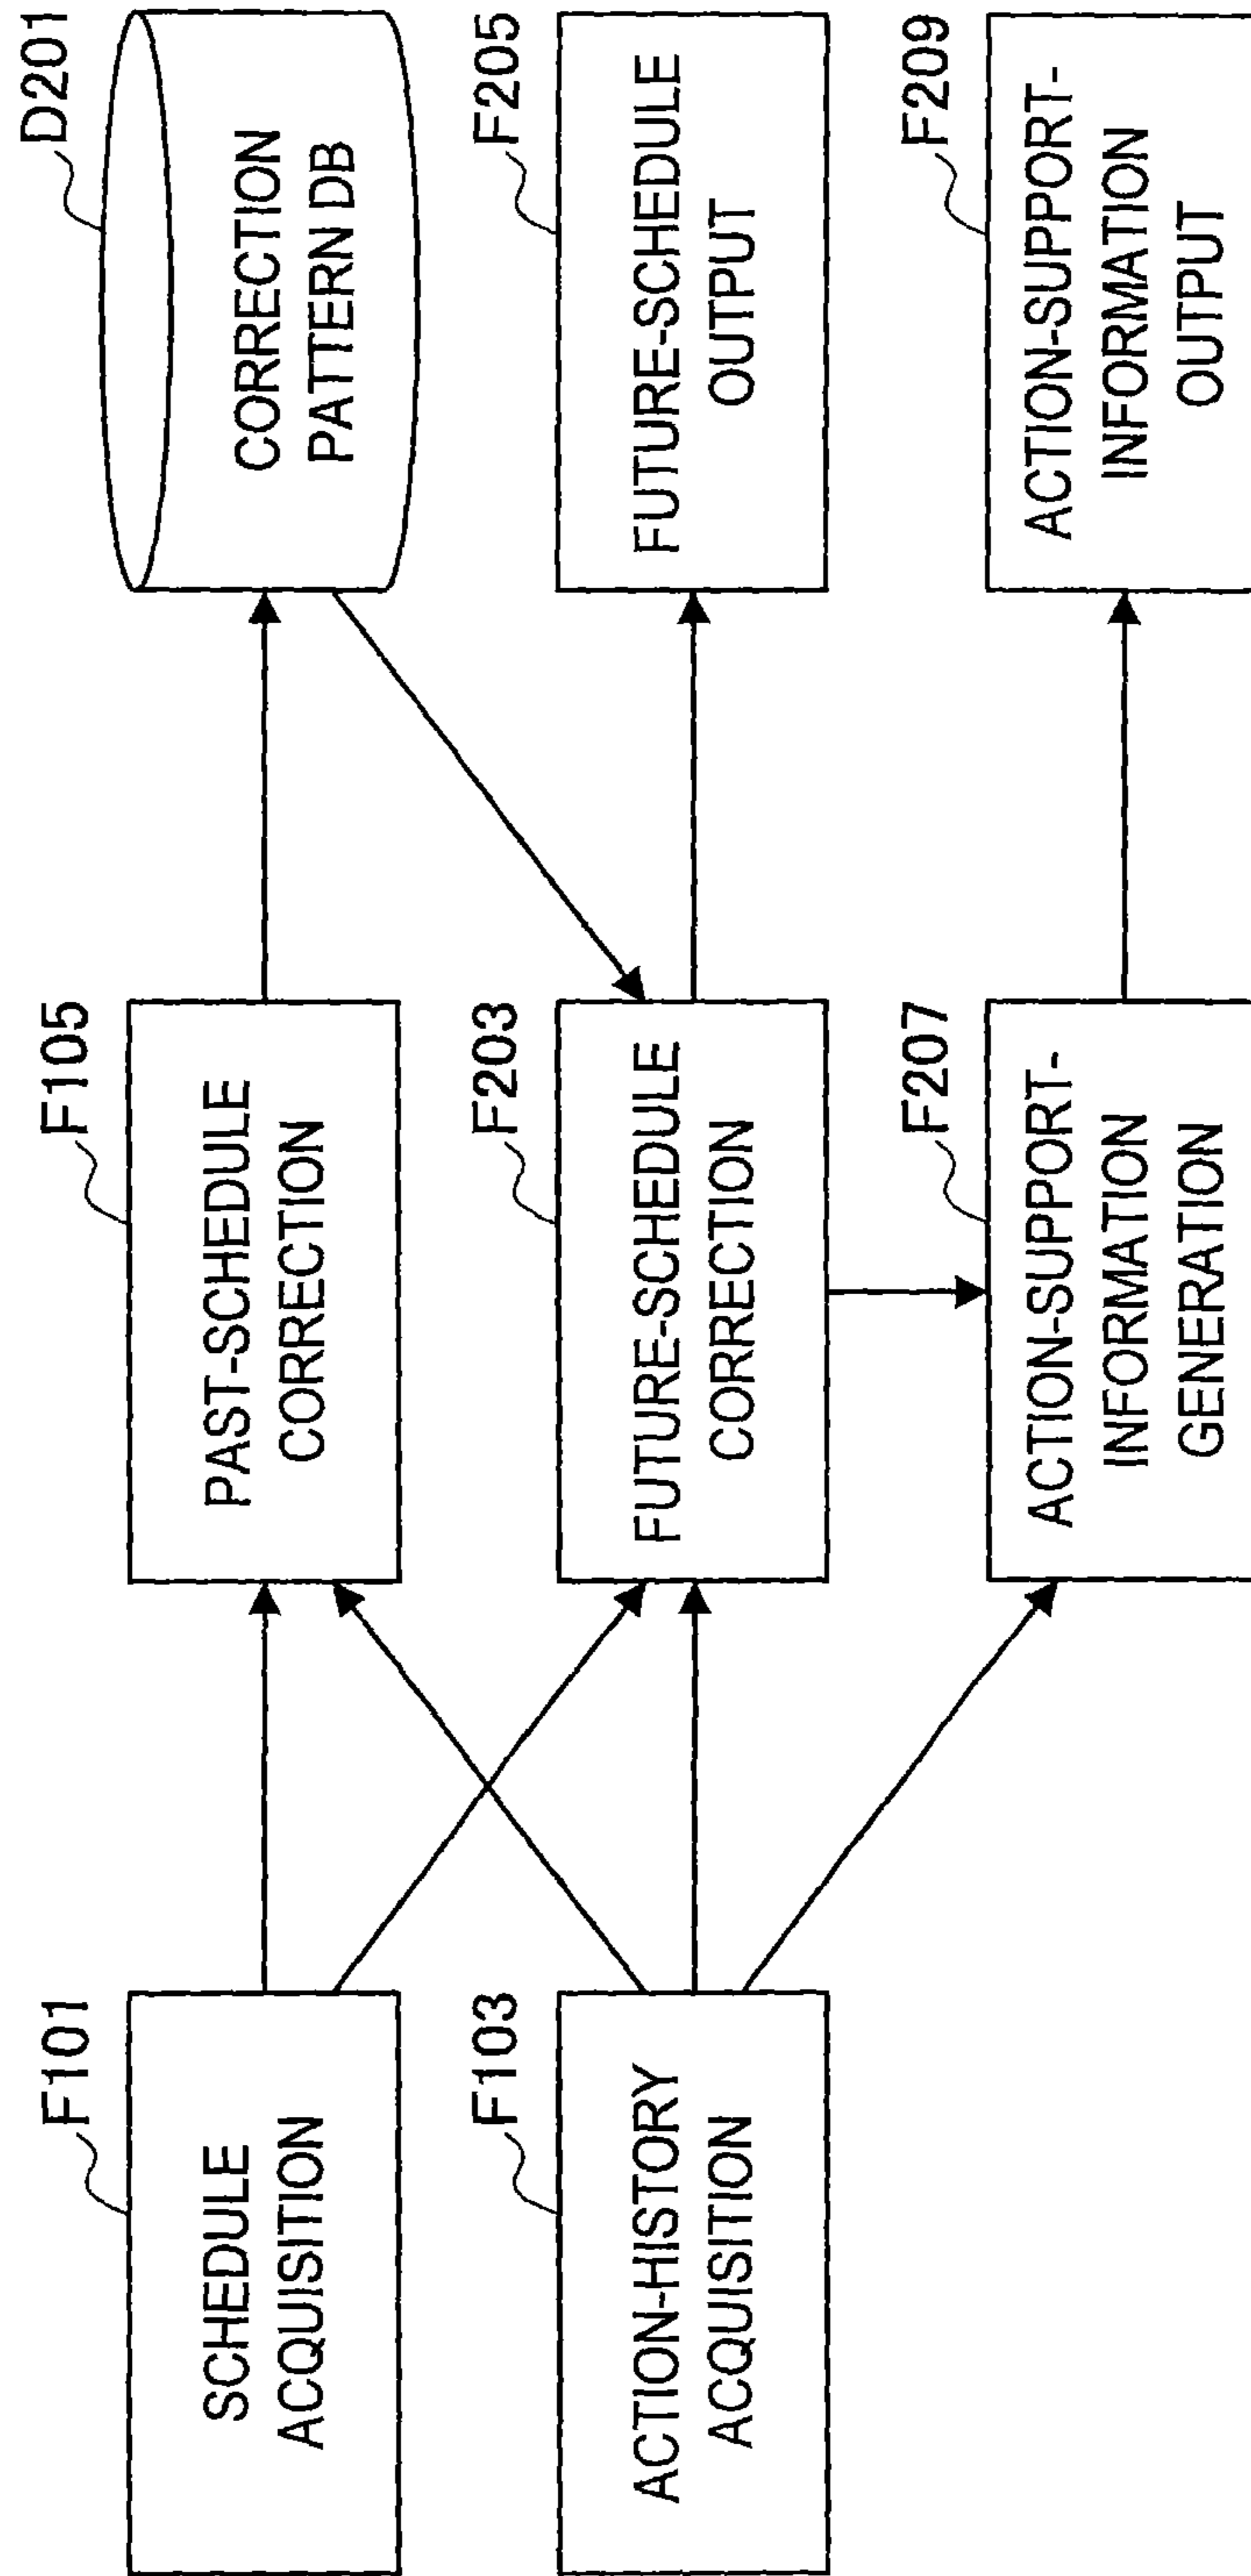 F101
SCHEDULE
ACQUISITION
F105
PAST-SCHEDULE
CORRECTION
D201
CORRECTION
PATTERN DB
F103
ACTION-HISTORY
ACQUISITION
F203
FUTURE-SCHEDULE
CORRECTION
F205
FUTURE-SCHEDULE
OUTPUT
F207
ACTION-SUPPORT-
INFORMATION
GENERATION
F209
ACTION-SUPPORT-
INFORMATION
OUTPUT